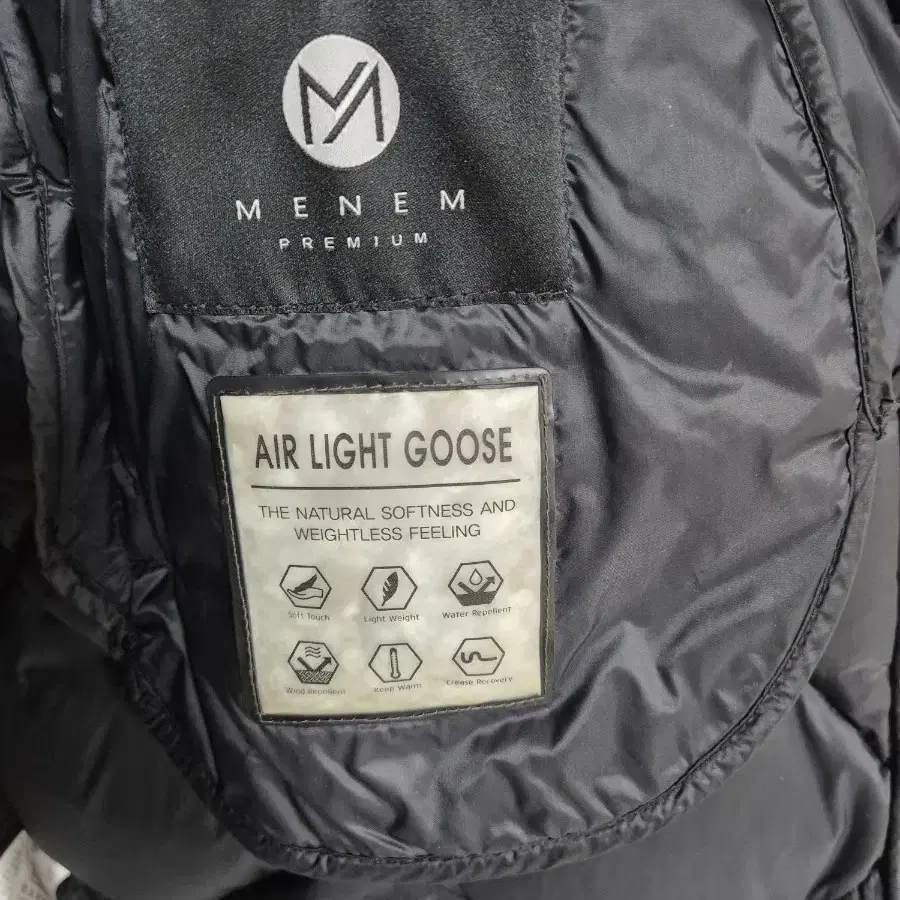 MENEM
PREMIUM
AIR LIGHT GOOSE
THE NATURAL SOFTNESS AND
WEIGHTLESS FEELING
Soft Touch
Light Weight
Water Repellent
Wind Repellent
Keep Warm
Crease Recovery